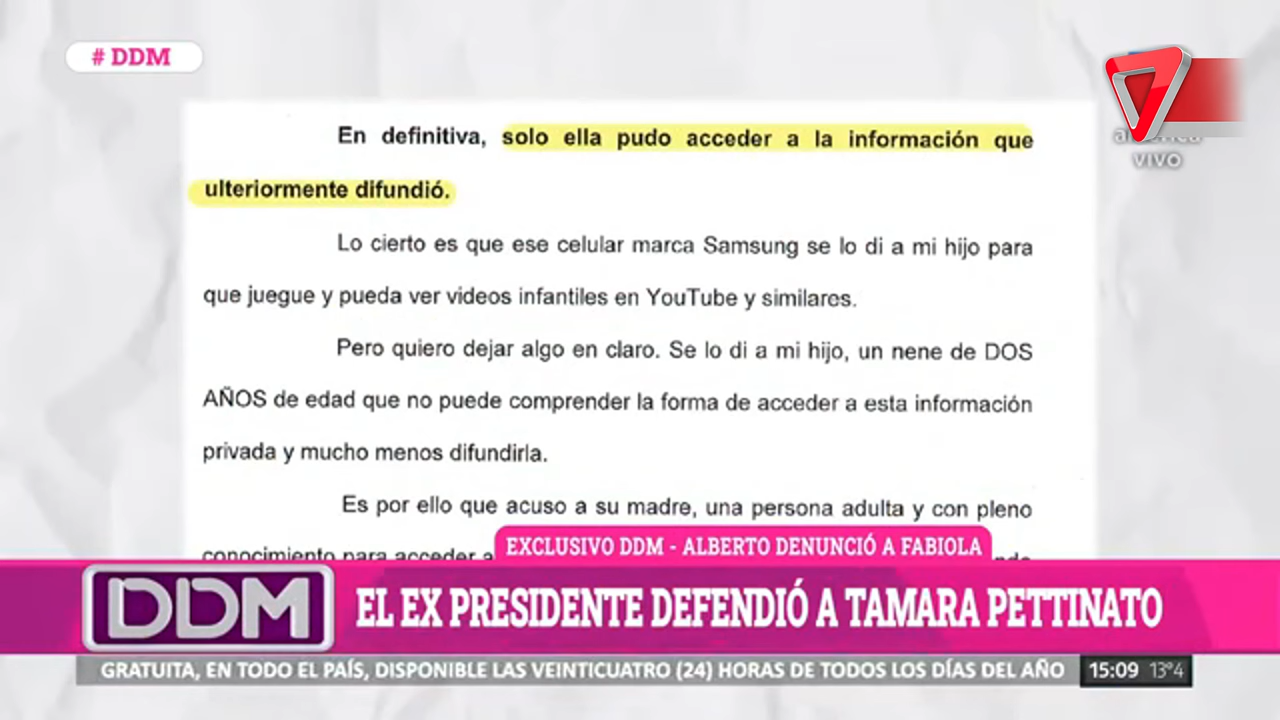 # DDM
VIVO
En definitiva, solo ella pudo acceder a la información que
ulteriormente difundió.
Lo cierto es que ese celular marca Samsung se lo di a mi hijo para
que juegue y pueda ver videos infantiles en YouTube y similares.
Pero quiero dejar algo en claro. Se lo di a mi hijo, un nene de DOS
AÑOS de edad que no puede comprender la forma de acceder a esta información
privada y mucho menos difundirla.
Es por ello que acuso a su madre, una persona adulta y con pleno
conocimiento para acceder a
EXCLUSIVO DDM - ALBERTO DENUNCIÓ A FABIOLA
DDM
EL EX PRESIDENTE DEFENDIÓ A TAMARA PETTINATO
GRATUITA, EN TODO EL PAÍS, DISPONIBLE LAS VEINTICUATRO (24) HORAS DE TODOS LOS DÍAS DEL AÑO
15:09 13°4